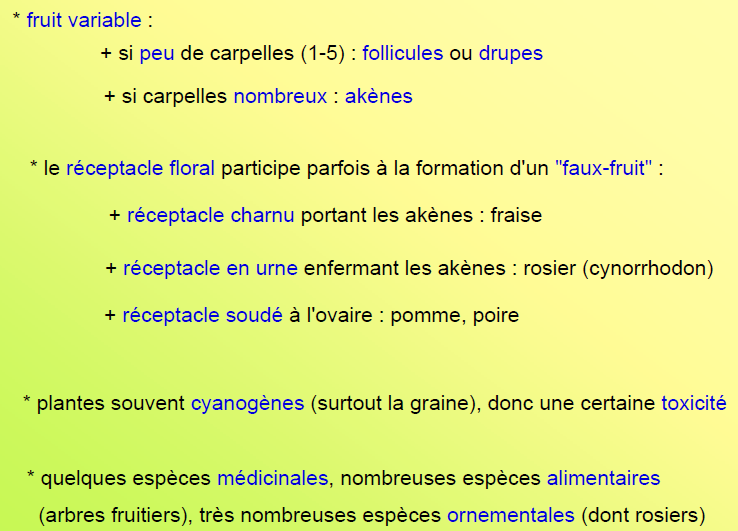 * fruit variable :
+ si peu de carpelles (1-5) : follicules ou drupes
+ si carpelles nombreux : akènes
* le réceptacle floral participe parfois à la formation d'un "faux-fruit" :
+ réceptacle charnu portant les akènes : fraise
+ réceptacle en urne enfermant les akènes : rosier (cynorrhodon)
+ réceptacle soudé à l'ovaire : pomme, poire
* plantes souvent cyanogènes (surtout la graine), donc une certaine toxicité
* quelques espèces médicinales, nombreuses espèces alimentaires
(arbres fruitiers), très nombreuses espèces ornementales (dont rosiers)